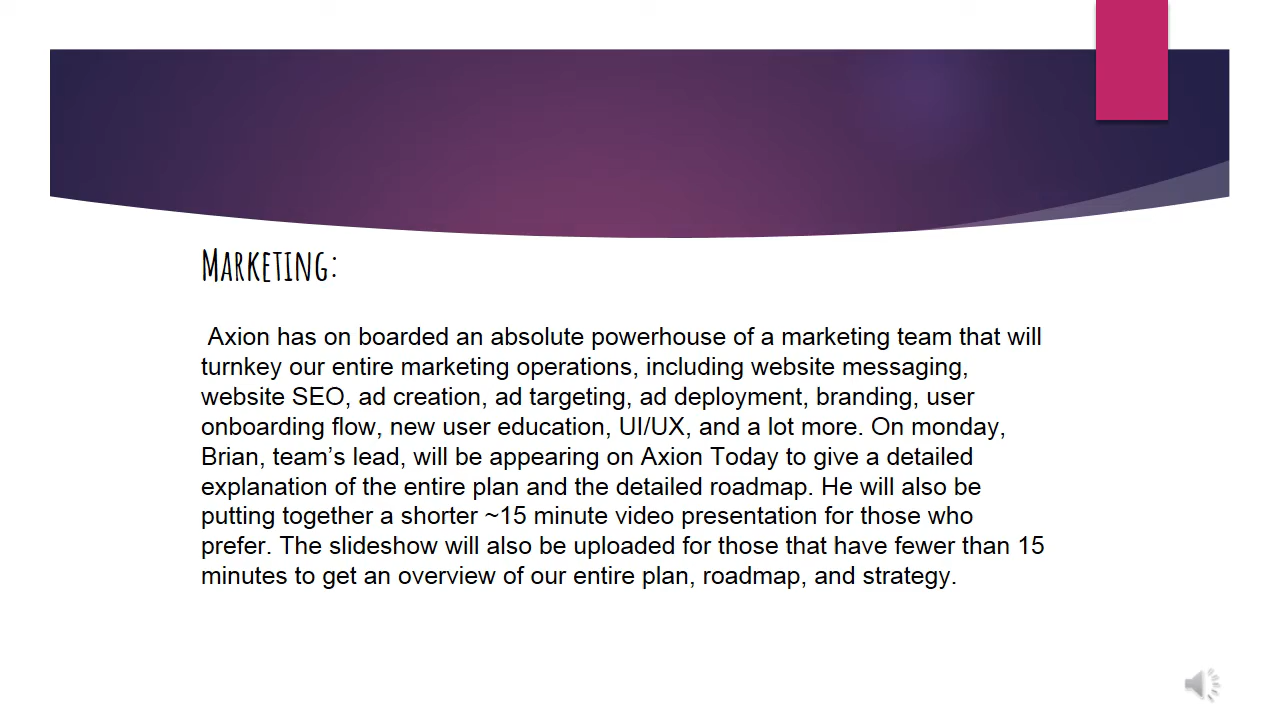 Marketing:
Axion has on boarded an absolute powerhouse of a marketing team that will
turnkey our entire marketing operations, including website messaging,
website SEO, ad creation, ad targeting, ad deployment, branding, user
onboarding flow, new user education, UI/UX, and a lot more. On monday,
Brian, team’s lead, will be appearing on Axion Today to give a detailed
explanation of the entire plan and the detailed roadmap. He will also be
putting together a shorter ~15 minute video presentation for those who
prefer. The slideshow will also be uploaded for those that have fewer than 15
minutes to get an overview of our entire plan, roadmap, and strategy.